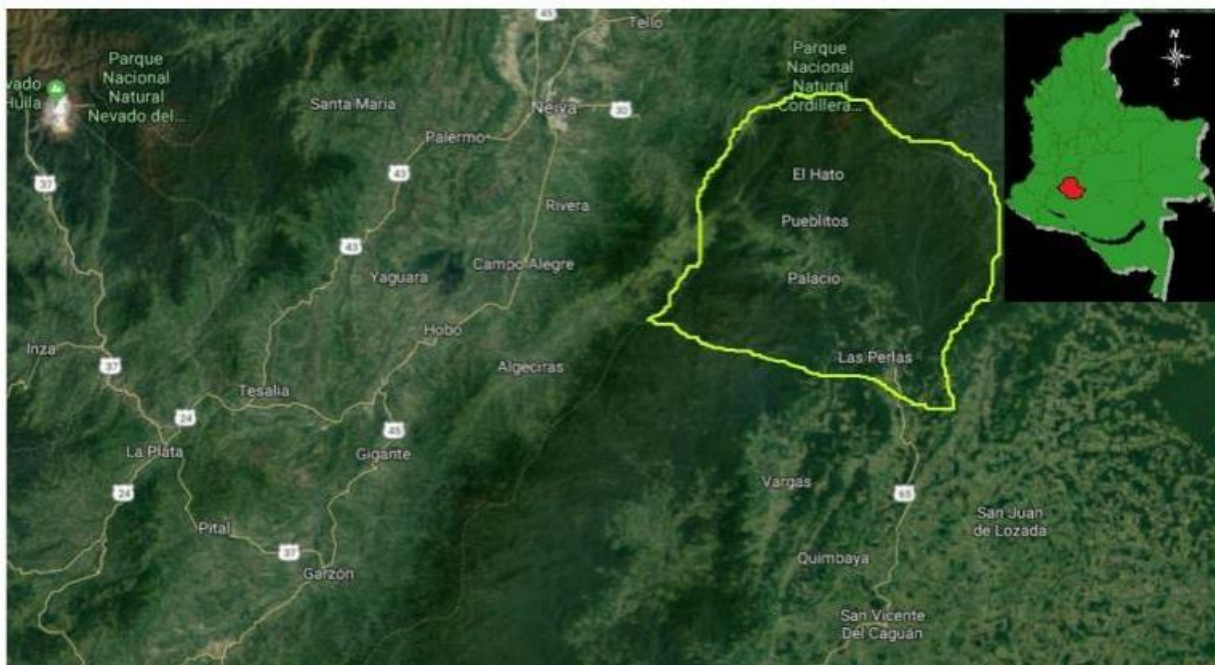 45
Tello
Parque
Nacional
Natural
Cordillera...
N
S
vado
Huila
Parque
Nacional
Natural
Nevado del...
Santa Maria
Neiva
30
Palermo
43
37
El Hato
Rivera
Pueblitos
43
Yaguara
Campo Alegre
Palacio
Hobo
Inza
37
Algeciras
Las Perlas
Tesalia
24
45
La Plata
Gigante
Vargas
24
65
San Juan
de Lozada
Pital
37
Quimbaya
Garzón
San Vicente
Del Caguán